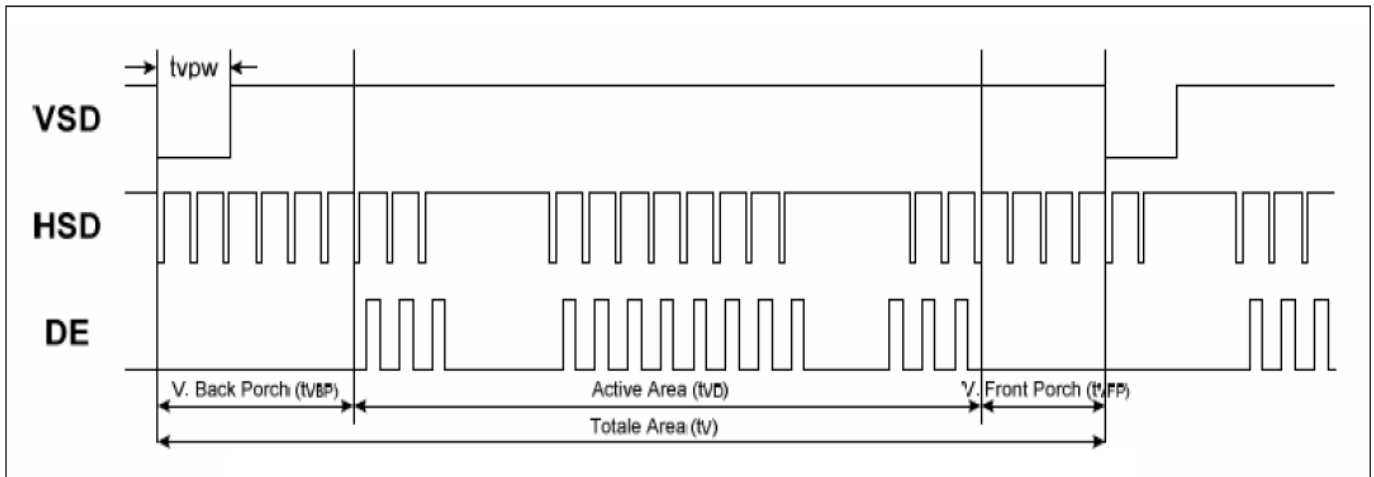 tvpw
VSD
HSD
DE
V. Back Porch (tVBP)
Active Area (tVD)
V. Front Porch (tVFP)
Totale Area (tV)